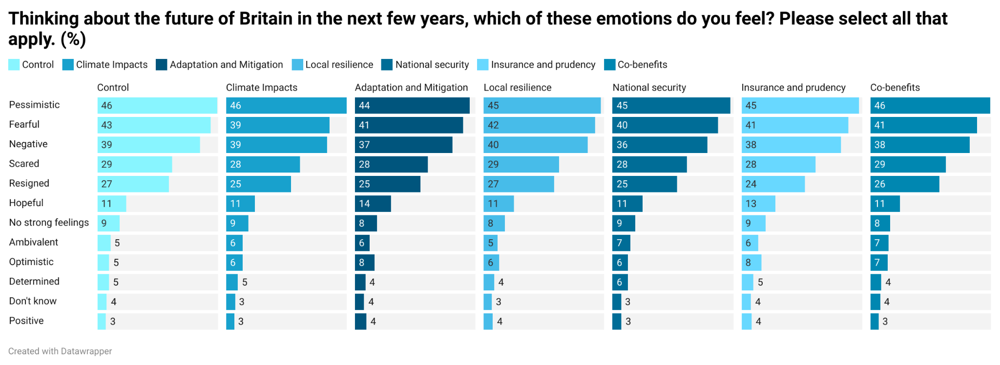 Thinking about the future of Britain in the next few years, which of these emotions do you feel? Please select all that
apply. (%)
Control Climate Impacts Adaptation and Mitigation Local resilience National security Insurance and prudency Co-benefits
Control Climate Impacts Adaptation and Mitigation Local resilience National security Insurance and prudency Co-benefits
Pessimistic 46 46 44 45 45 45 46
Fearful 43 39 41 42 40 41 41
Negative 39 39 37 40 36 38 38
Scared 29 28 28 29 28 28 29
Resigned 27 25 25 27 25 24 26
Hopeful 11 11 14 11 11 13 11
No strong feelings 9 9 8 8 9 9 8
Ambivalent 5 6 6 5 7 6 7
Optimistic 5 6 8 6 6 8 7
Determined 5 5 4 4 6 5 4
Don't know 4 3 4 3 3 4 4
Positive 3 3 4 4 3 4 3
Created with Datawrapper